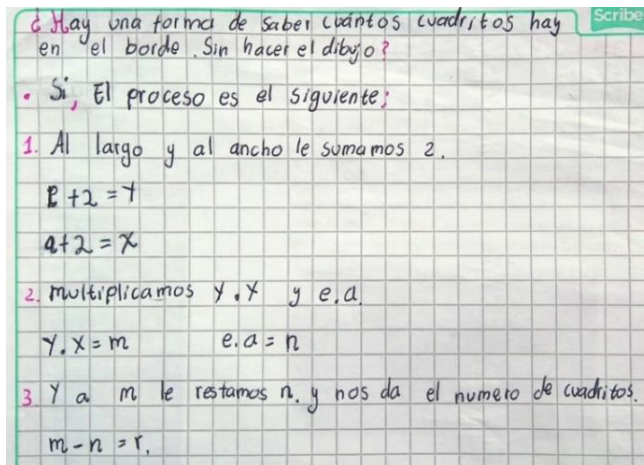 ¿Hay una forma de saber cuántos cuadritos hay
Scribe
en el borde. Sin hacer el dibujo?
• Si, El proceso es el siguiente:
1. Al largo y al ancho le sumamos 2.
e+2=Y
a+2=X
2. multiplicamos Y.X y e.a.
Y.X=m e.a=n
3. Y a m le restamos n. y nos da el numero de cuadritos.
m-n=r.